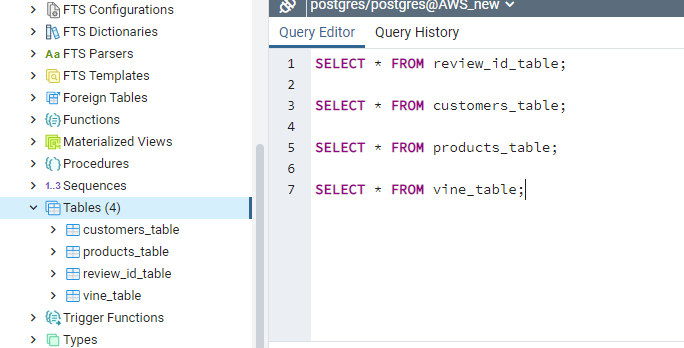 FTS Configurations
FTS Dictionaries
Aa FTS Parsers
FTS Templates
Foreign Tables
Functions
Materialized Views
Procedures
1..3 Sequences
Tables (4)
customers_table
products_table
review_id_table
vine_table
Trigger Functions
Types
postgres/postgres@AWS_new
Query Editor Query History
1 SELECT * FROM review_id_table;
2
3 SELECT * FROM customers_table;
4
5 SELECT * FROM products_table;
6
7 SELECT * FROM vine_table;